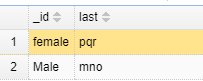 _id last
1 female pqr
2 Male mno